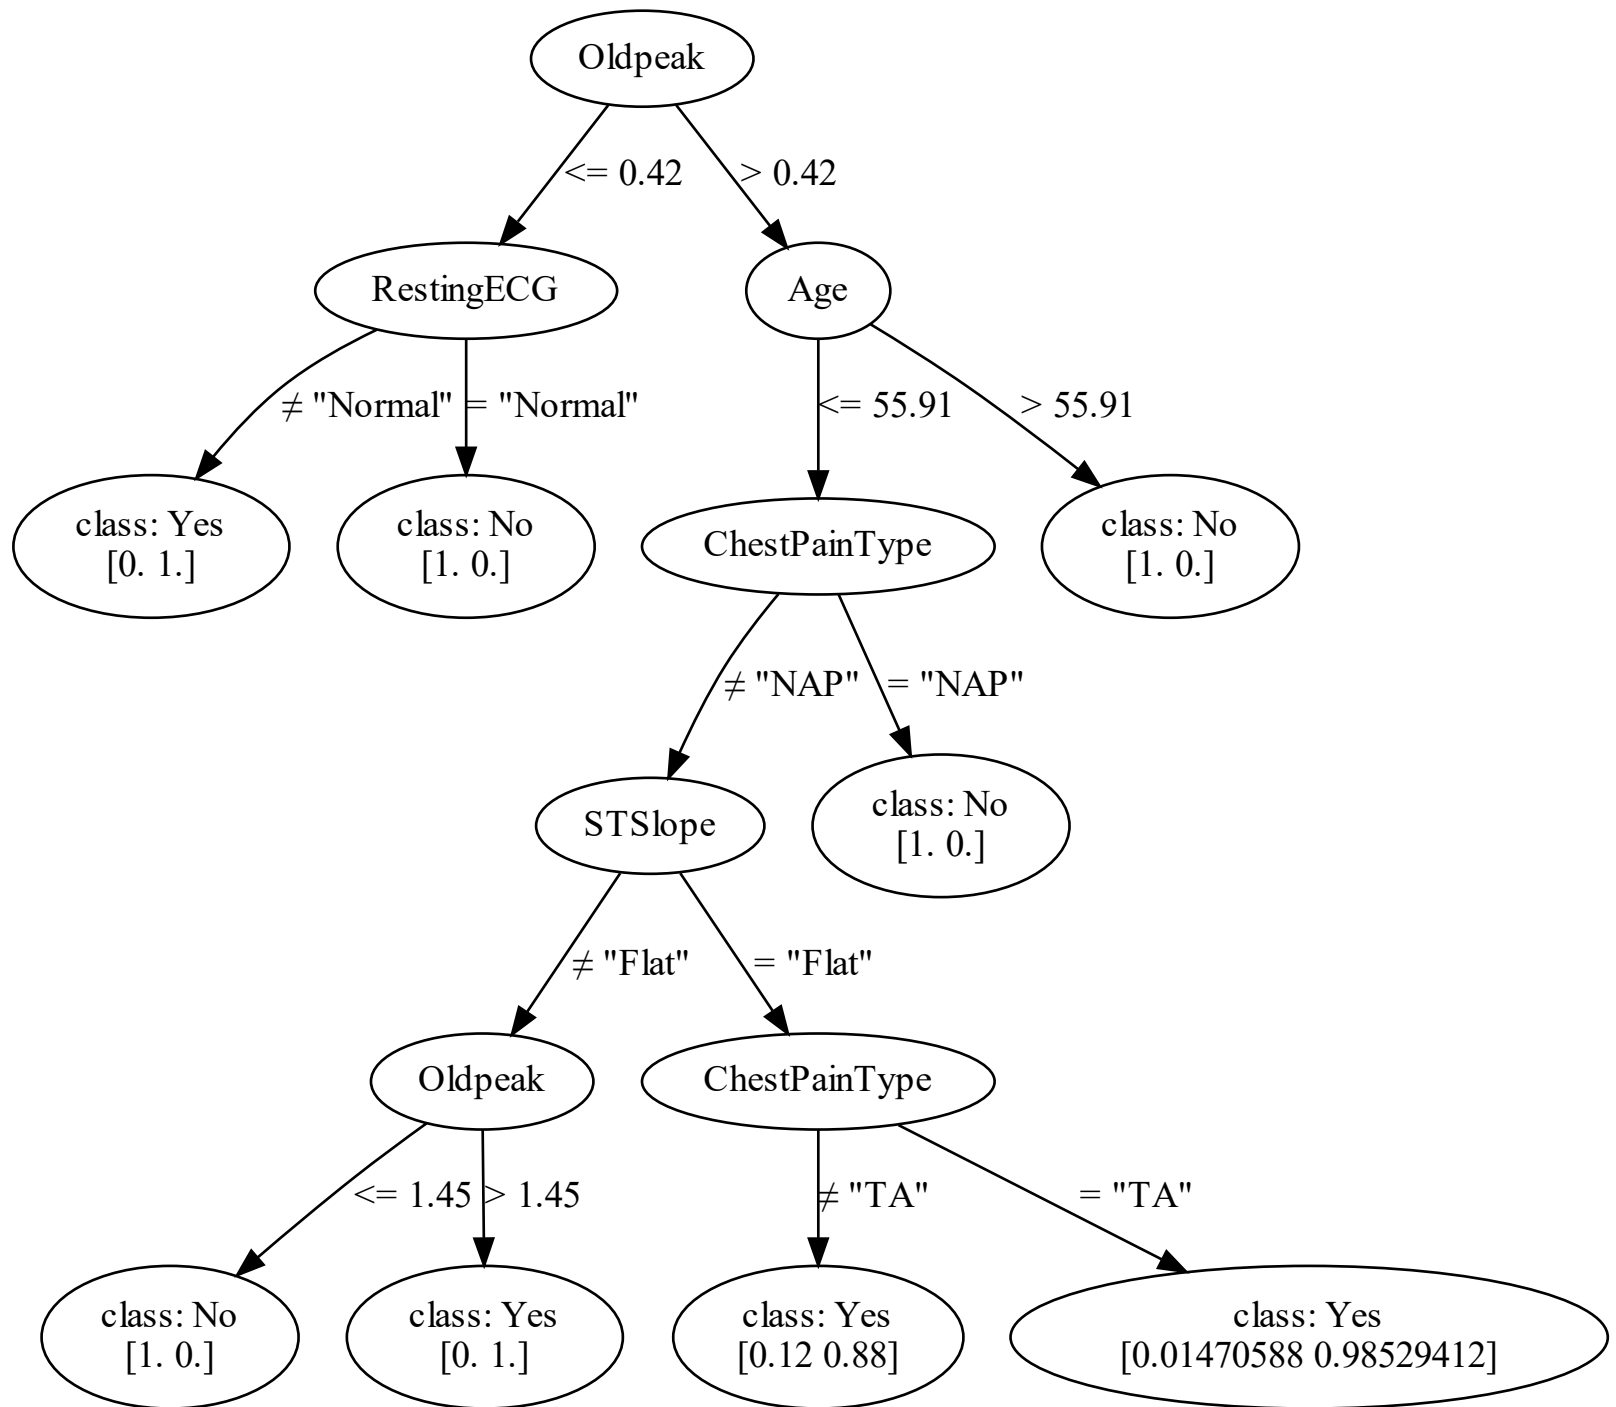 Oldpeak
<= 0.42
> 0.42
RestingECG
Age
≠ "Normal"
= "Normal"
<= 55.91
> 55.91
class: Yes
[0. 1.]
class: No
[1. 0.]
ChestPainType
class: No
[1. 0.]
≠ "NAP"
= "NAP"
STSlope
class: No
[1. 0.]
≠ "Flat"
= "Flat"
Oldpeak
ChestPainType
<= 1.45
> 1.45
≠ "TA"
= "TA"
class: No
[1. 0.]
class: Yes
[0. 1.]
class: Yes
[0.12 0.88]
class: Yes
[0.01470588 0.98529412]